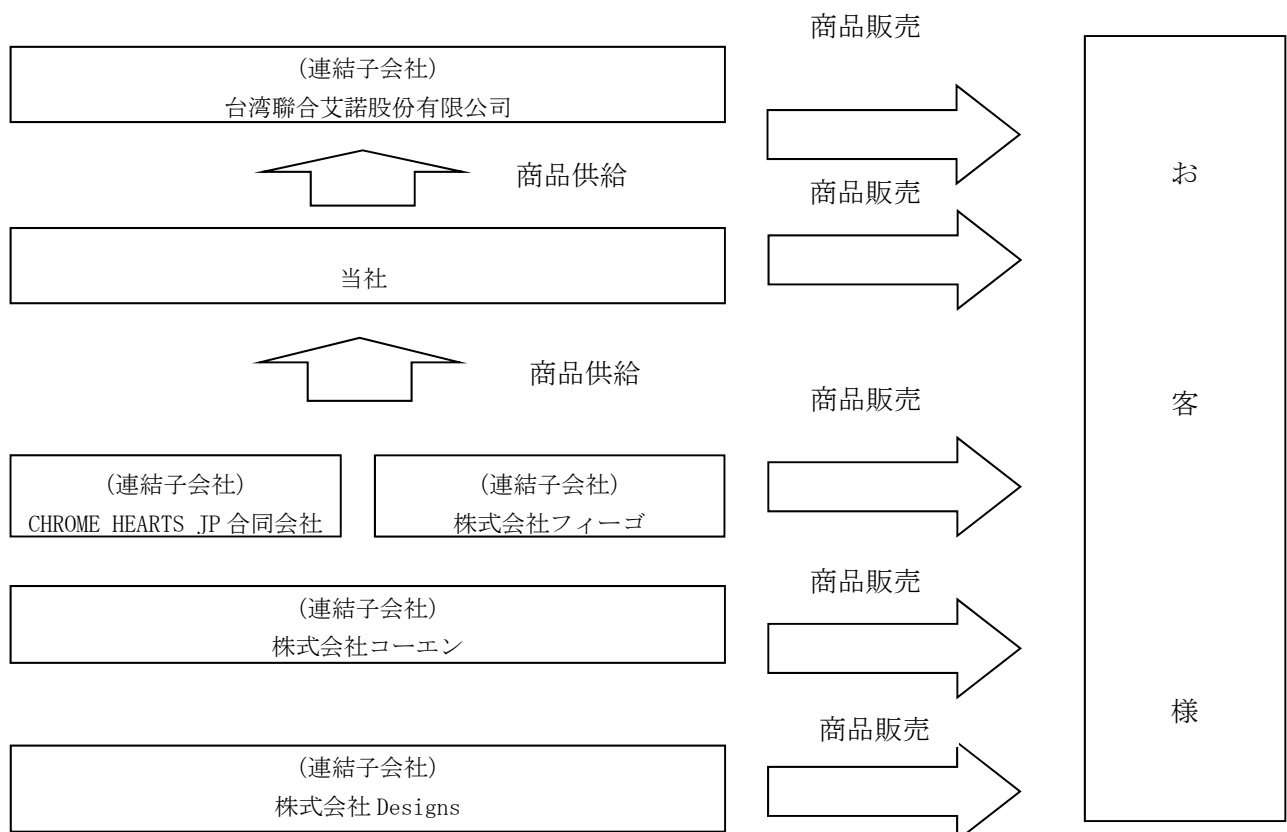 商品販売
(連結子会社)
台湾聯合艾諾股份有限公司
商品供給
商品販売
当社
商品供給
商品販売
(連結子会社)
CHROME HEARTS JP 合同会社
(連結子会社)
株式会社フィーゴ
商品販売
(連結子会社)
株式会社コーエン
商品販売
(連結子会社)
株式会社 Designs
お
客
様